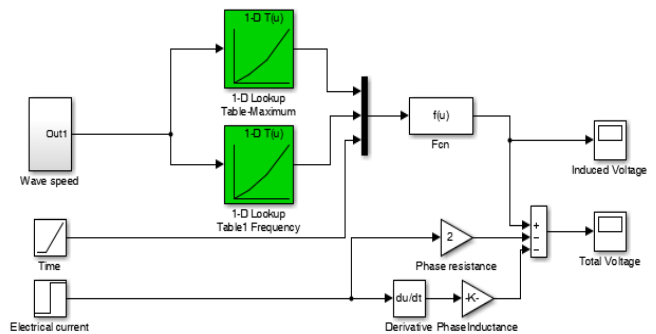 1-D T(u)
1-D Lookup
Table-Maximum
Out1
Wave speed
1-D T(u)
1-D Lookup
Table1 Frequency
f(u)
Fcn
Induced Voltage
Time
2
Phase resistance
+
−
−
Total Voltage
Electrical current
du/dt
Derivative
-K-
PhaseInductance